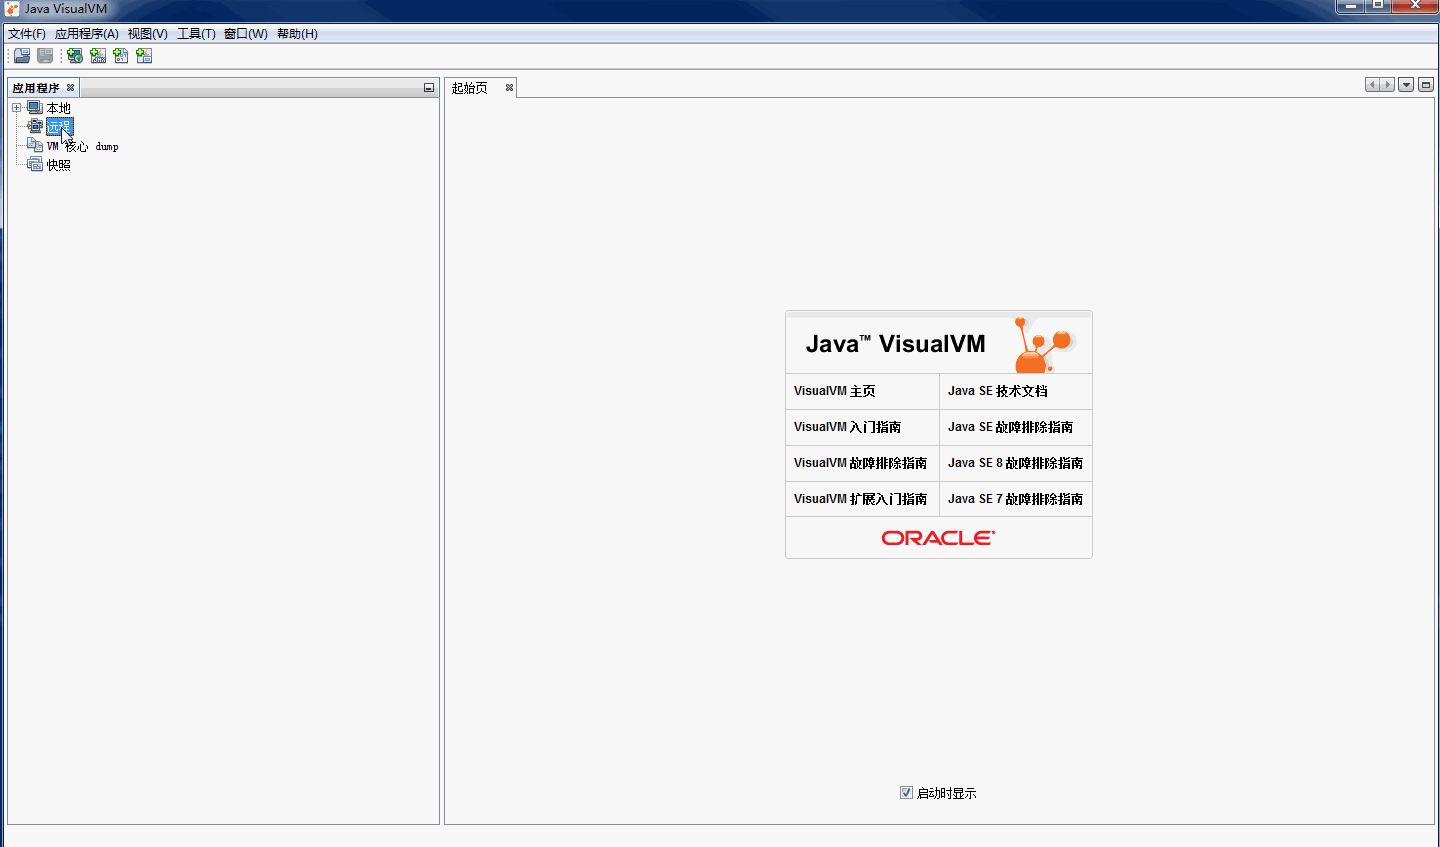 Java VisualVM
文件(F) 应用程序(A) 视图(V) 工具(T) 窗口(W) 帮助(H)
应用程序
起始页
本地
远程
VM 核心 dump
快照
Java™ VisualVM
VisualVM 主页
Java SE 技术文档
VisualVM 入门指南
Java SE 故障排除指南
VisualVM 故障排除指南
Java SE 8 故障排除指南
VisualVM 扩展入门指南
Java SE 7 故障排除指南
ORACLE
启动时显示